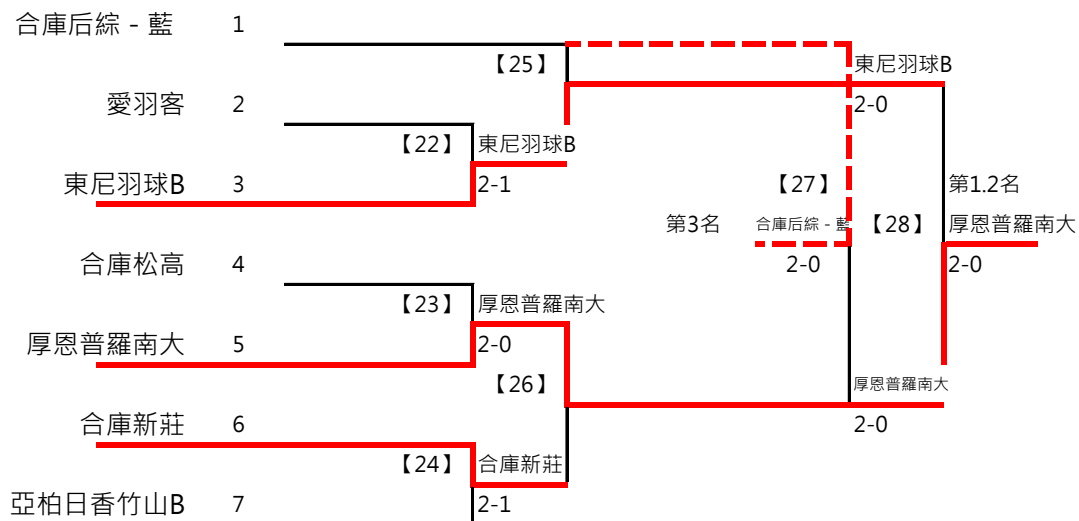 合庫后綜 - 藍 1
【25】 東尼羽球B
愛羽客 2 2-0
【22】 東尼羽球B
東尼羽球B 3 2-1 【27】 第1.2名
第3名 合庫后綜 - 藍 【28】 厚恩普羅南大
合庫松高 4 2-0 2-0
【23】 厚恩普羅南大
厚恩普羅南大 5 2-0
【26】 厚恩普羅南大
合庫新莊 6 2-0
【24】 合庫新莊
亞柏日香竹山B 7 2-1